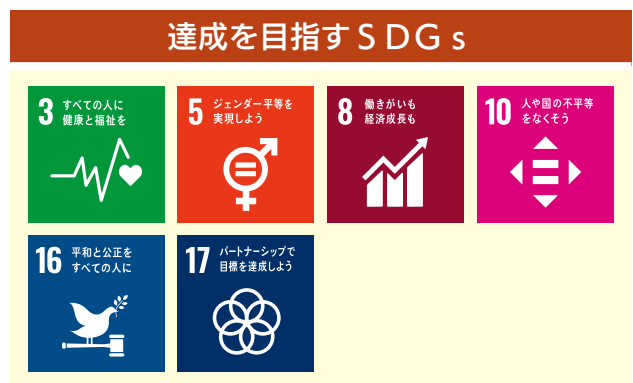 達成を目指すＳＤＧｓ
3 すべての人に
健康と福祉を
5 ジェンダー平等を
実現しよう
8 働きがいも
経済成長も
10 人や国の不平等
をなくそう
16 平和と公正を
すべての人に
17 パートナーシップで
目標を達成しよう